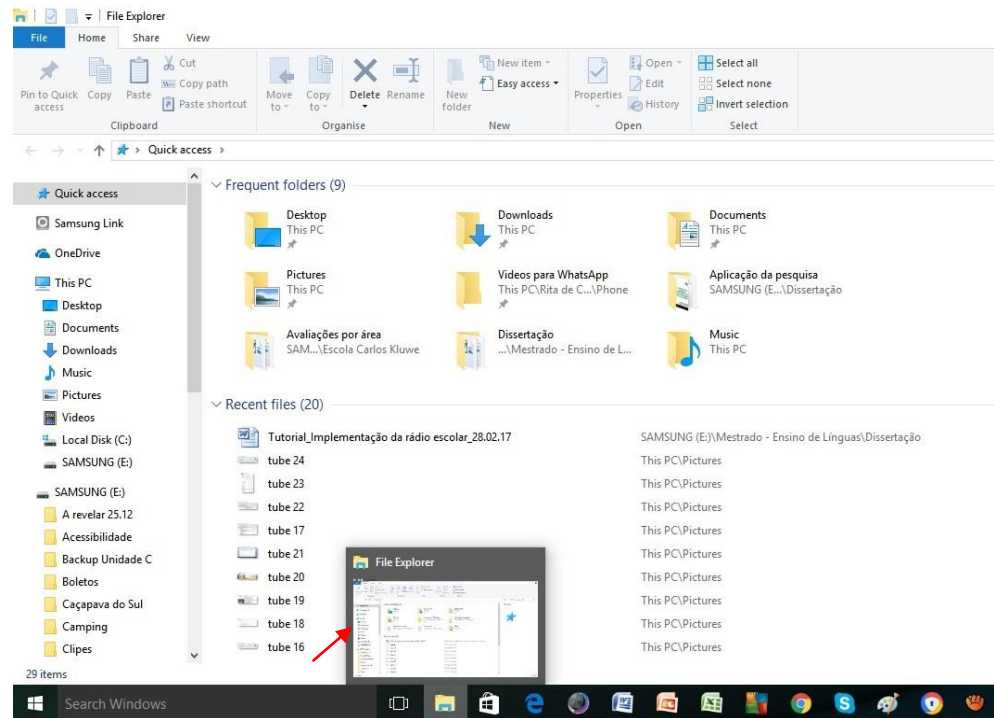 File Explorer
File Home Share View
Pin to Quick access
Copy
Paste
Cut
Copy path
Paste shortcut
Clipboard
Move to
Copy to
Delete
Rename
Organise
New folder
New item
Easy access
New
Properties
Open
Edit
History
Open
Select all
Select none
Invert selection
Select
Quick access
Quick access
Samsung Link
OneDrive
This PC
Desktop
Documents
Downloads
Music
Pictures
Videos
Local Disk (C:)
SAMSUNG (E:)
SAMSUNG (E:)
A revelar 25.12
Acessibilidade
Backup Unidade C
Boletos
Caçapava do Sul
Camping
Clipes
Frequent folders (9)
Desktop
This PC
Downloads
This PC
Documents
This PC
Pictures
This PC
Videos para WhatsApp
This PC\Rita de C...\Phone
Aplicação da pesquisa
SAMSUNG (E...\Dissertação
Avaliações por área
SAM...\Escola Carlos Kluwe
Dissertação
...\Mestrado - Ensino de L...
Music
This PC
Recent files (20)
Tutorial_Implementação da rádio escolar_28.02.17 SAMSUNG (E:)\Mestrado - Ensino de Línguas\Dissertação
tube 24 This PC\Pictures
tube 23 This PC\Pictures
tube 22 This PC\Pictures
tube 17 This PC\Pictures
tube 21 This PC\Pictures
tube 20 This PC\Pictures
tube 19 This PC\Pictures
tube 18 This PC\Pictures
tube 16 This PC\Pictures
File Explorer
29 items
Search Windows